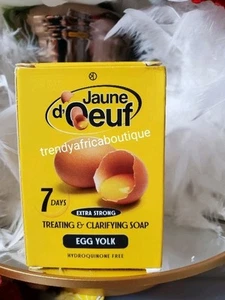 Jaune
d'Oeuf
trendyafricaboutique
7
DAYS
EXTRA STRONG
TREATING & CLARIFYING SOAP
EGG YOLK
HYDROQUINONE FREE